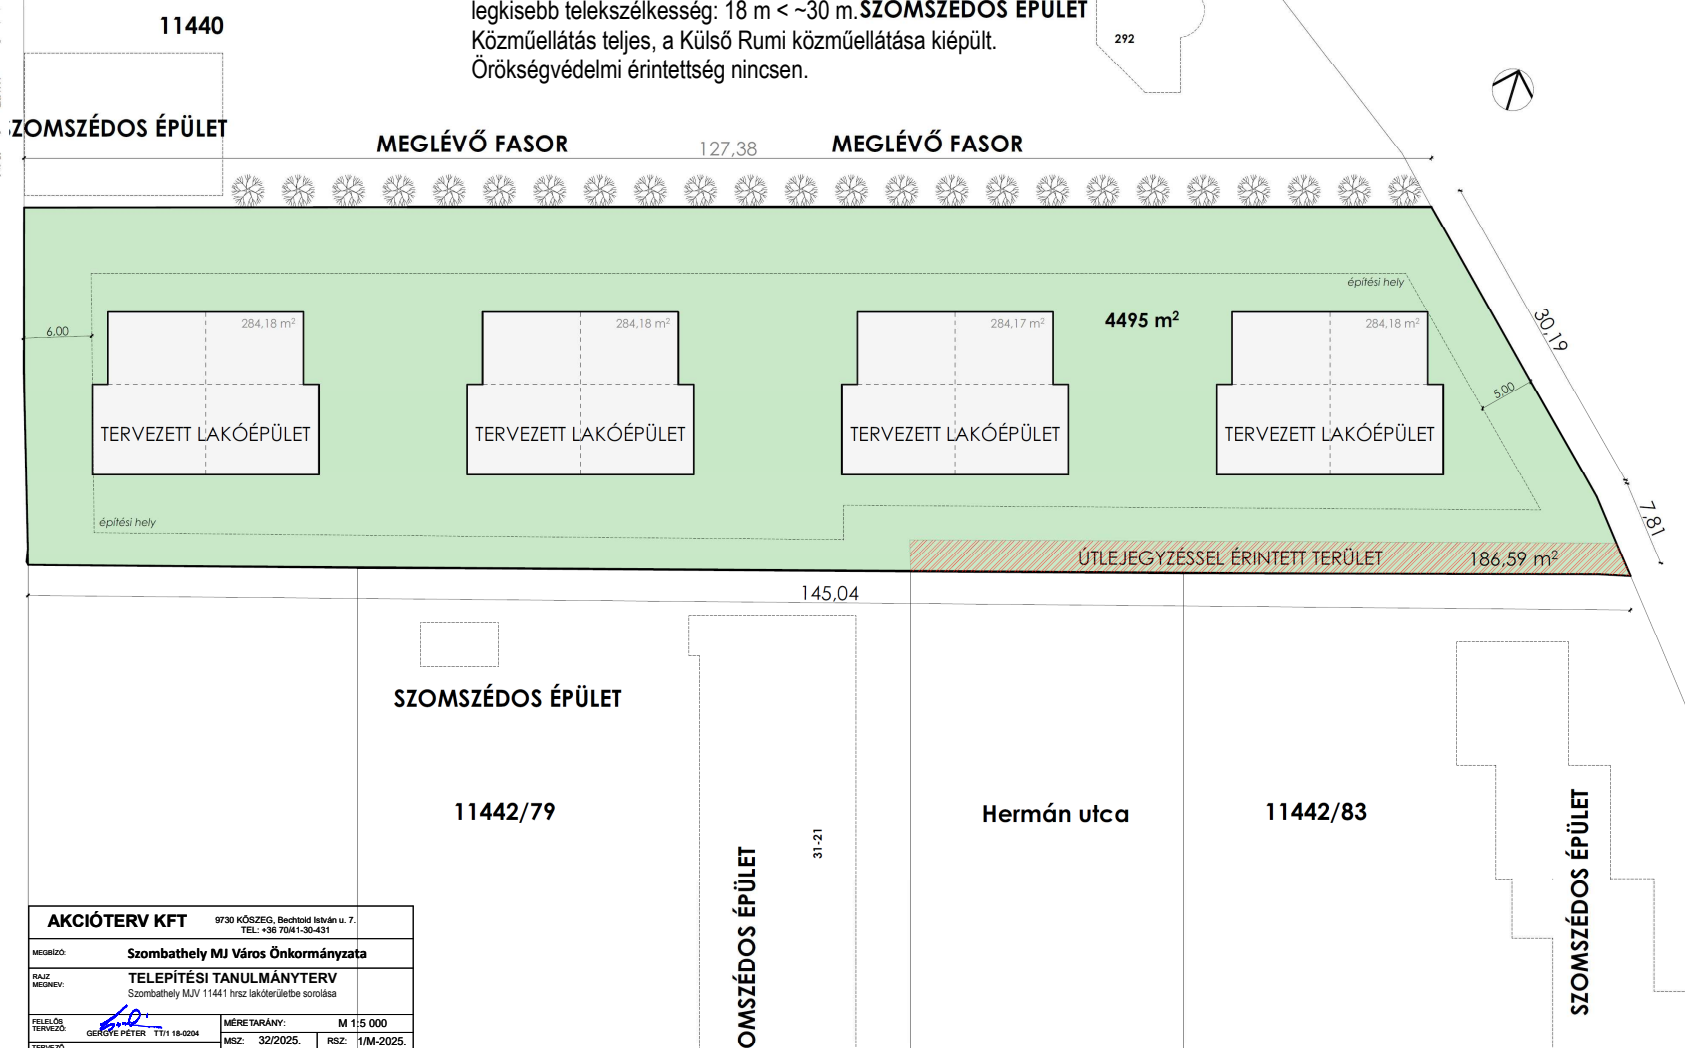 legkisebb telekszélkesség: 18 m < ~30 m.
SZOMSZÉDOS ÉPÜLET
11440
Közműellátás teljes, a Külső Rumi közműellátása kiépült.
292
Örökségvédelmi érintettség nincsen.
SZOMSZÉDOS ÉPÜLET
MEGLÉVŐ FASOR
127,38
MEGLÉVŐ FASOR
építési hely
284,18 m²
284,18 m²
284,17 m²
4495 m²
284,18 m²
6,00
30,19
5,00
TERVEZETT LAKÓÉPÜLET
TERVEZETT LAKÓÉPÜLET
TERVEZETT LAKÓÉPÜLET
TERVEZETT LAKÓÉPÜLET
építési hely
7,81
ÚTLEJEGYZÉSSEL ÉRINTETT TERÜLET
186,59 m²
145,04
SZOMSZÉDOS ÉPÜLET
11442/79
31-21
OMSZÉDOS ÉPÜLET
Hermán utca
11442/83
SZOMSZÉDOS ÉPÜLET
AKCIÓTERV KFT
9730 KŐSZEG, Bechtold István u. 7.
TEL: +36 70/41-30-431
MEGBÍZÓ:
Szombathely MJ Város Önkormányzata
RAJZ
MEGNEV:
TELEPÍTÉSI TANULMÁNYTERV
Szombathely MJV 11441 hrsz lakóterületbe sorolása
FELELŐS
TERVEZŐ:
GERGYE PÉTER TT/1 18-0204
MÉRETARÁNY:
M 1:5 000
MSZ: 32/2025.
RSZ: 1/M-2025.
TERVEZŐ